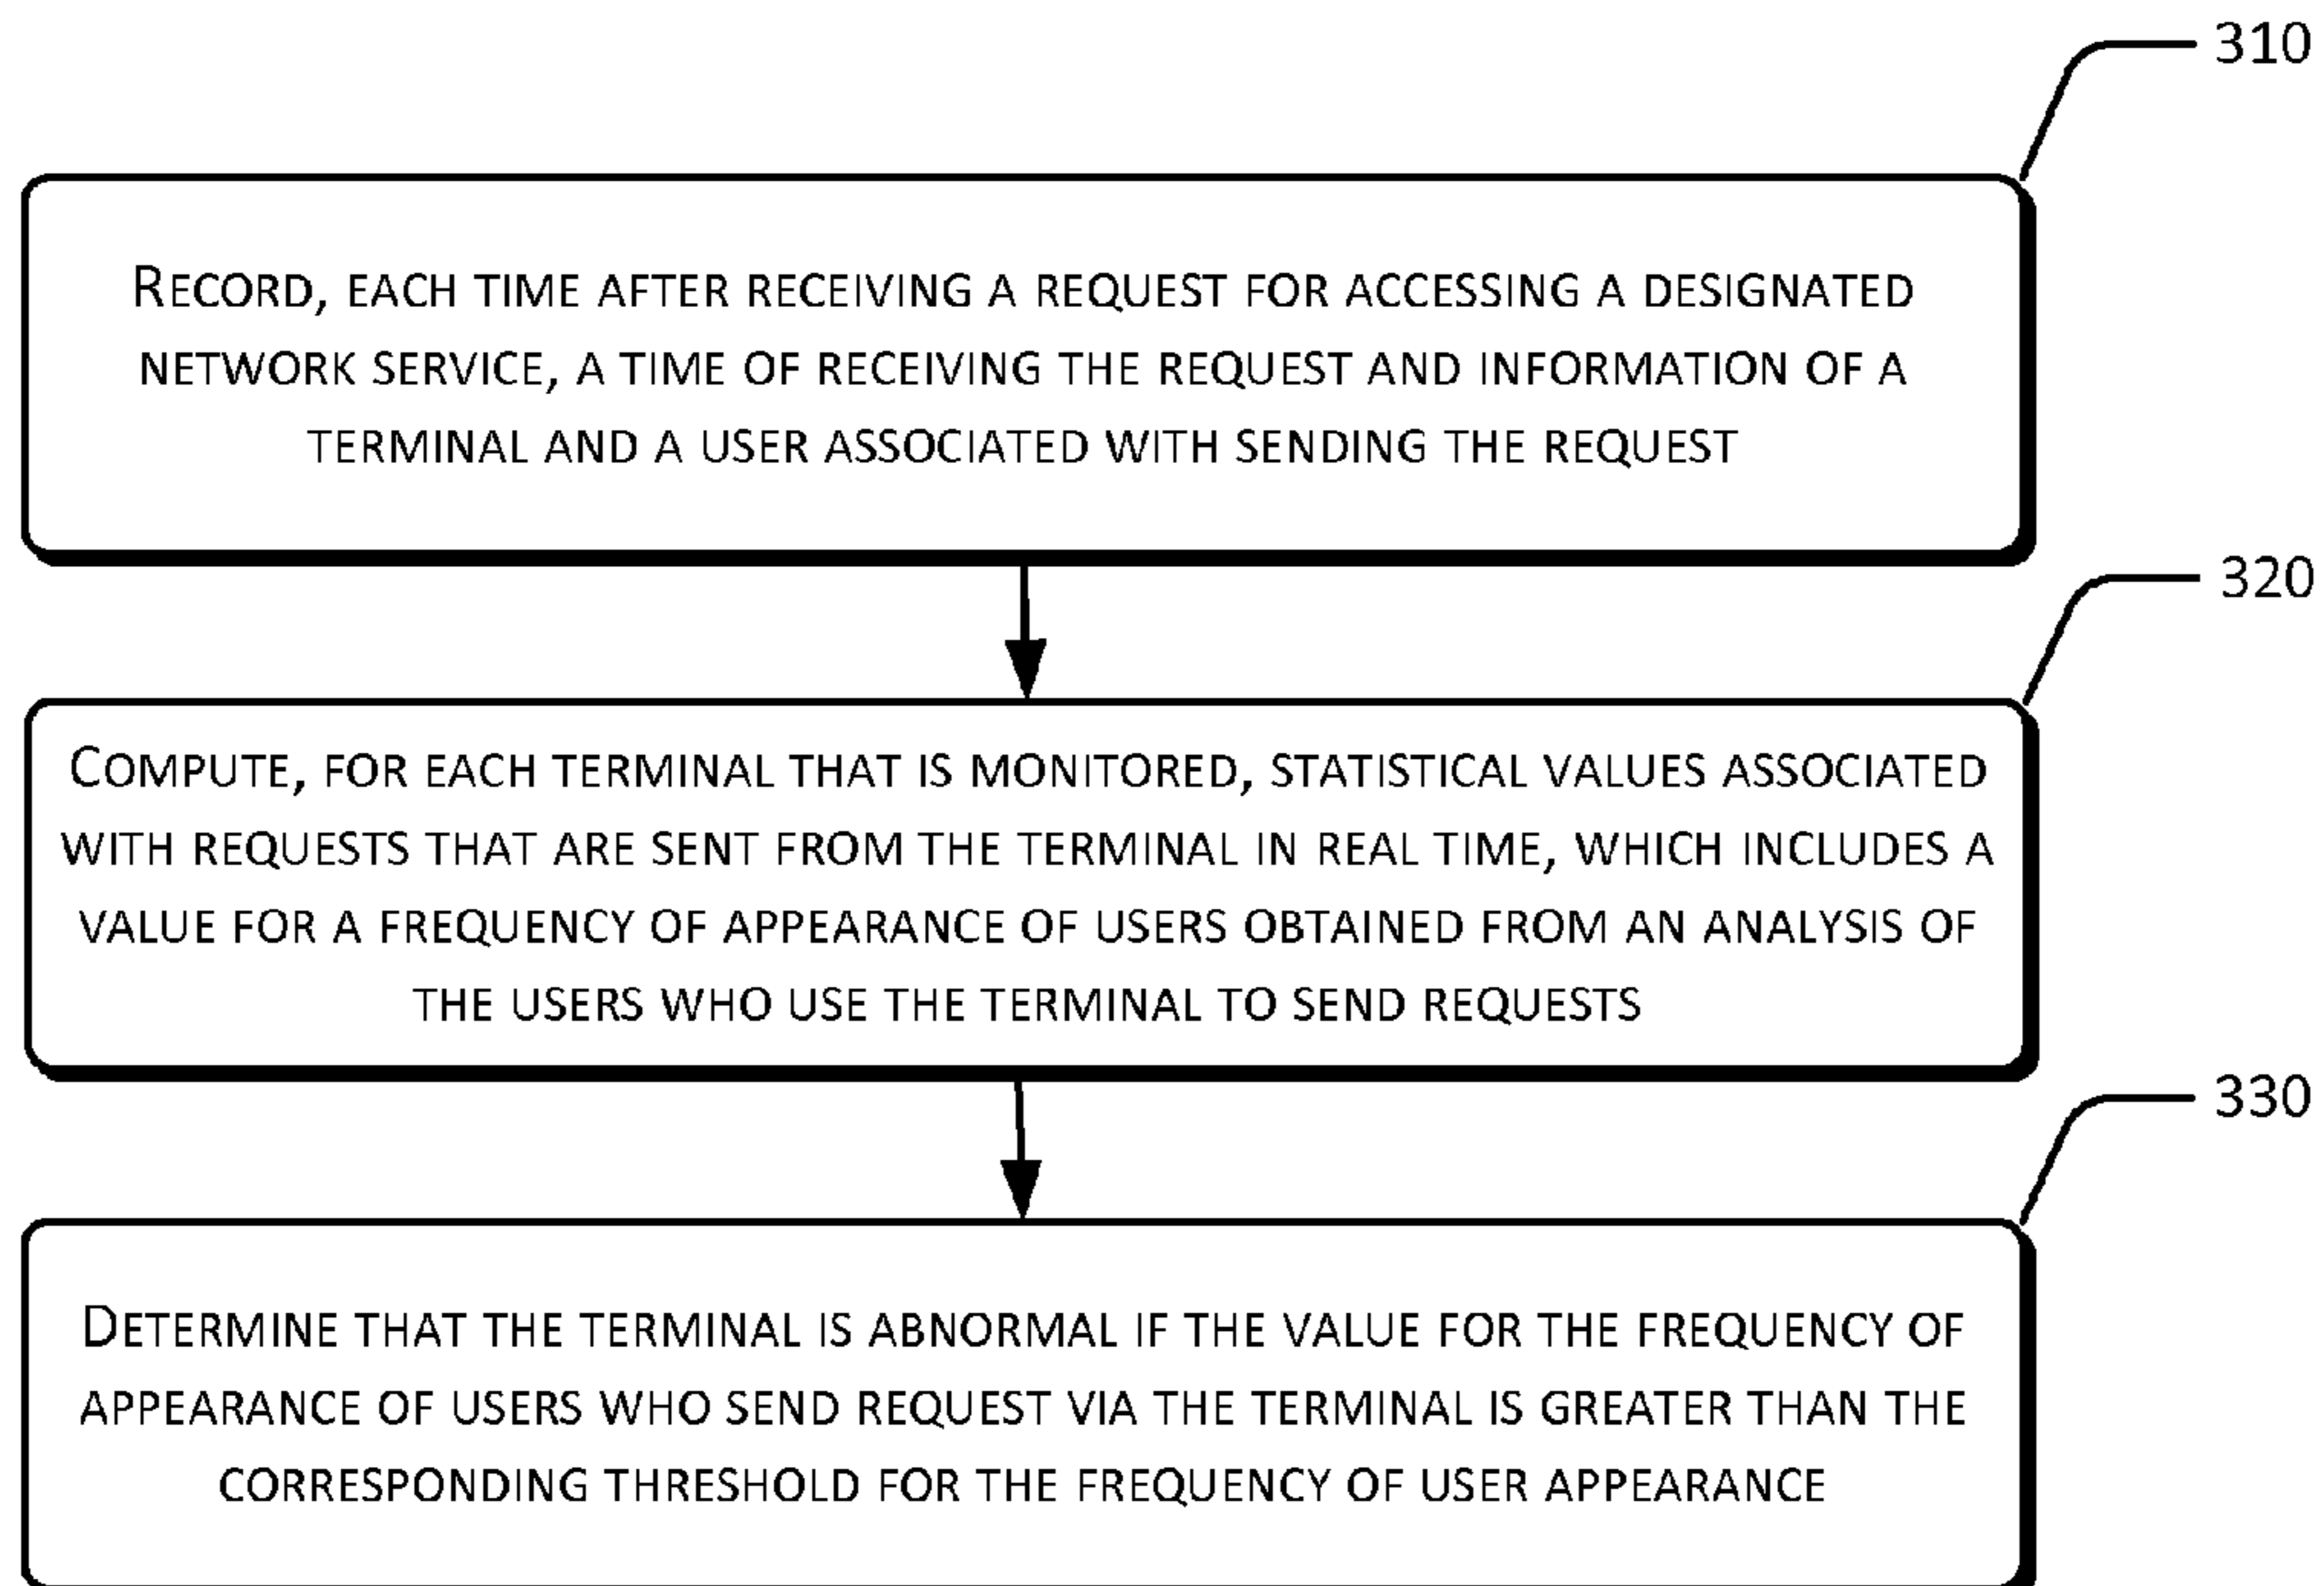 310
RECORD, EACH TIME AFTER RECEIVING A REQUEST FOR ACCESSING A DESIGNATED
NETWORK SERVICE, A TIME OF RECEIVING THE REQUEST AND INFORMATION OF A
TERMINAL AND A USER ASSOCIATED WITH SENDING THE REQUEST
320
COMPUTE, FOR EACH TERMINAL THAT IS MONITORED, STATISTICAL VALUES ASSOCIATED
WITH REQUESTS THAT ARE SENT FROM THE TERMINAL IN REAL TIME, WHICH INCLUDES A
VALUE FOR A FREQUENCY OF APPEARANCE OF USERS OBTAINED FROM AN ANALYSIS OF
THE USERS WHO USE THE TERMINAL TO SEND REQUESTS
330
DETERMINE THAT THE TERMINAL IS ABNORMAL IF THE VALUE FOR THE FREQUENCY OF
APPEARANCE OF USERS WHO SEND REQUEST VIA THE TERMINAL IS GREATER THAN THE
CORRESPONDING THRESHOLD FOR THE FREQUENCY OF USER APPEARANCE